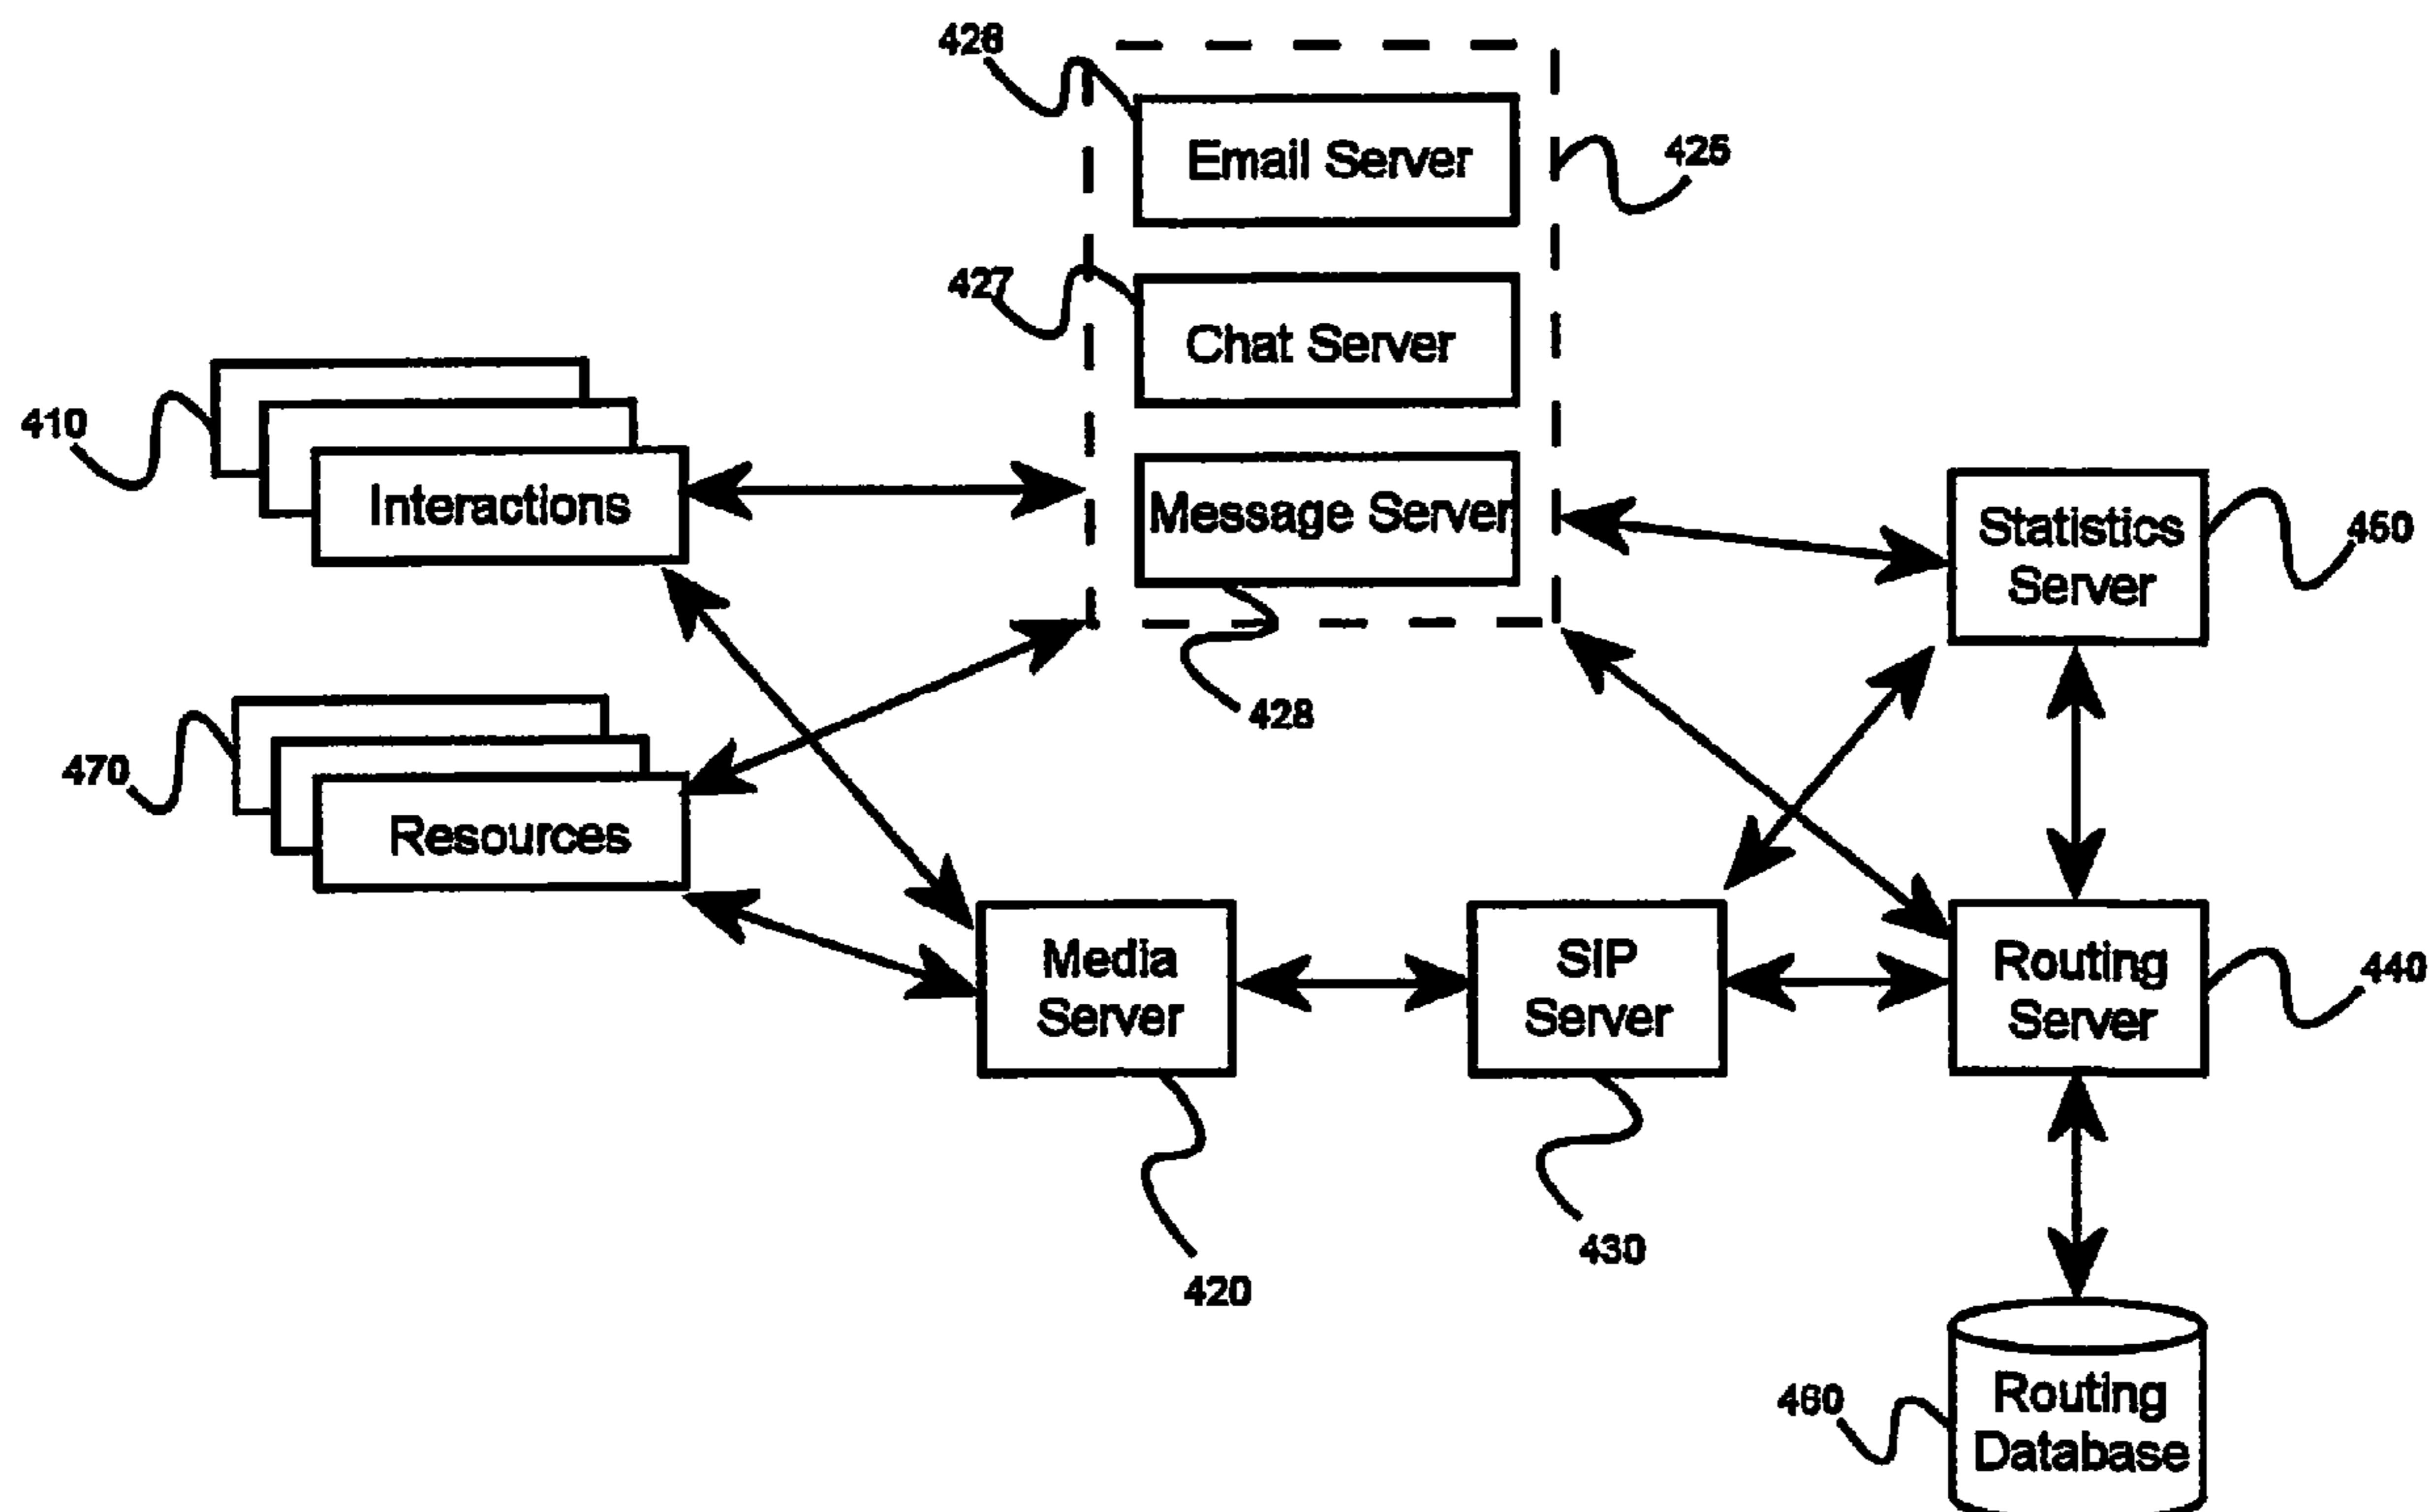 426
Email Server
425
427
Chat Server
410
Interactions
Message Server
Statistics
Server
450
428
470
Resources
Media
Server
SIP
Server
Routing
Server
440
430
420
460
Routing
Database